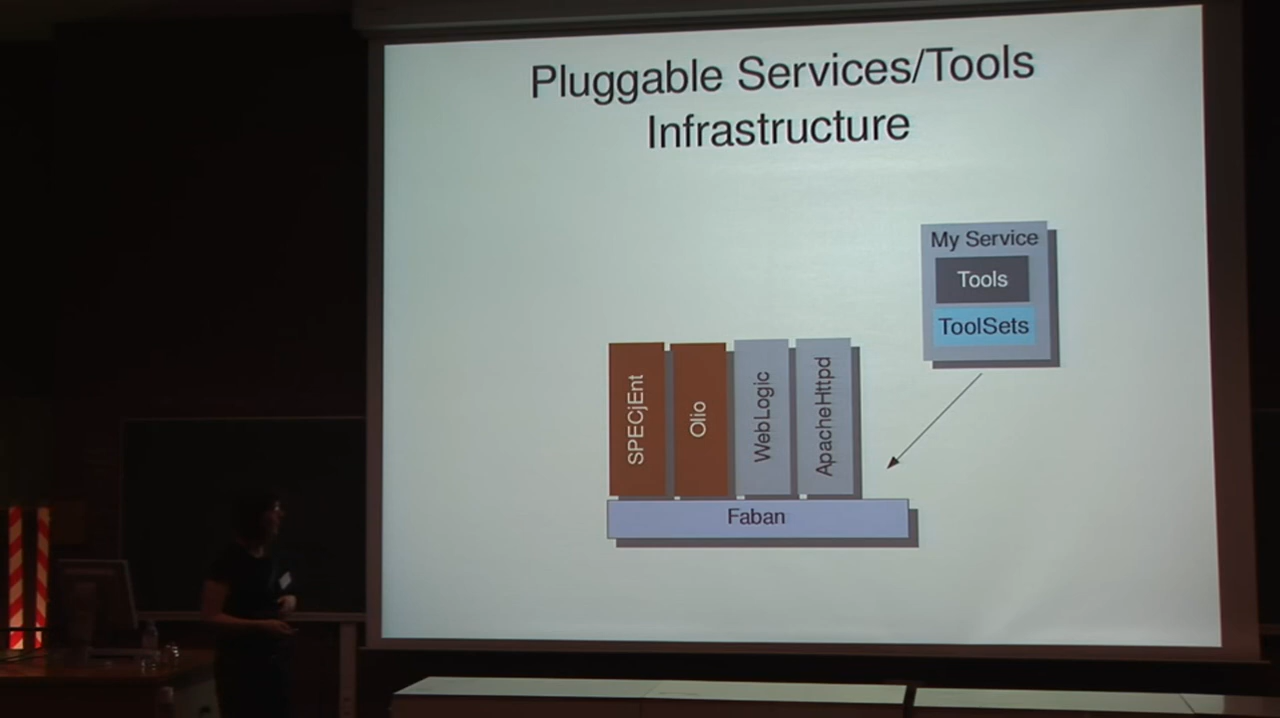 Pluggable Services/Tools
Infrastructure
My Service
Tools
ToolSets
SPECjEnt
Olio
WebLogic
ApacheHttpd
Faban